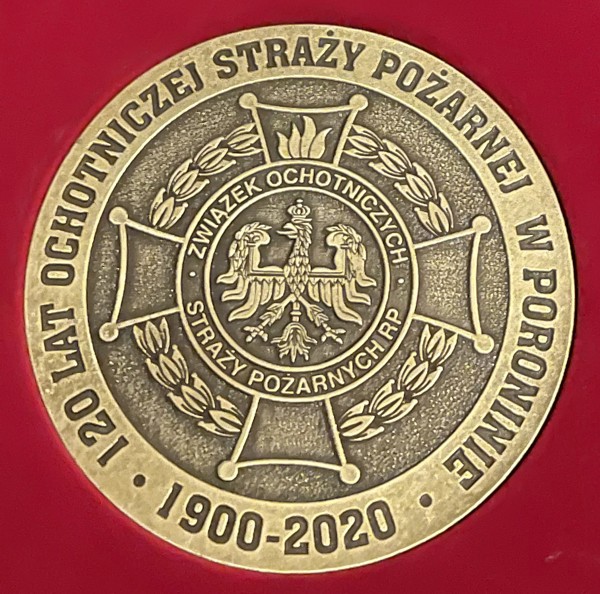 120 LAT OCHOTNICZEJ STRAŻY POŻARNEJ W PORONINIE
• 1900-2020 •
· ZWIĄZEK OCHOTNICZYCH ·
STRAŻY POŻARNYCH RP